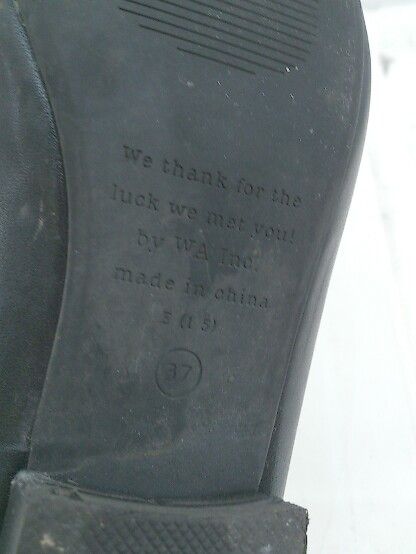 We thank for the
luck we met you!
by WA Inc.
made in china
37